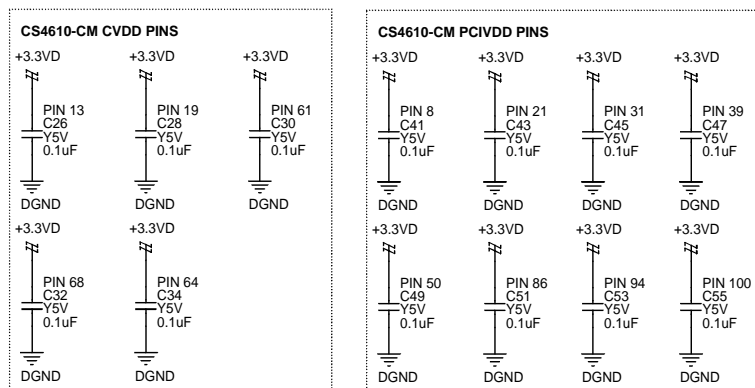 CS4610-CM CVDD PINS
+3.3VD +3.3VD +3.3VD
PIN 13 PIN 19 PIN 61
C26 C28 C30
Y5V Y5V Y5V
0.1uF 0.1uF 0.1uF
DGND DGND DGND
+3.3VD +3.3VD
PIN 68 PIN 64
C32 C34
Y5V Y5V
0.1uF 0.1uF
DGND DGND
CS4610-CM PCIVDD PINS
+3.3VD +3.3VD +3.3VD +3.3VD
PIN 8 PIN 21 PIN 31 PIN 39
C41 C43 C45 C47
Y5V Y5V Y5V Y5V
0.1uF 0.1uF 0.1uF 0.1uF
DGND DGND DGND DGND
+3.3VD +3.3VD +3.3VD +3.3VD
PIN 50 PIN 86 PIN 94 PIN 100
C49 C51 C53 C55
Y5V Y5V Y5V Y5V
0.1uF 0.1uF 0.1uF 0.1uF
DGND DGND DGND DGND